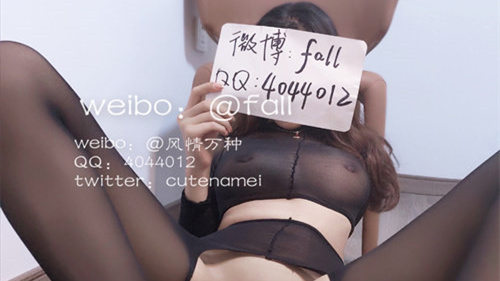 微博:fall
QQ:4044012
weibo：@fall
weibo：@风情万种
QQ：4044012
twitter：cutenamei